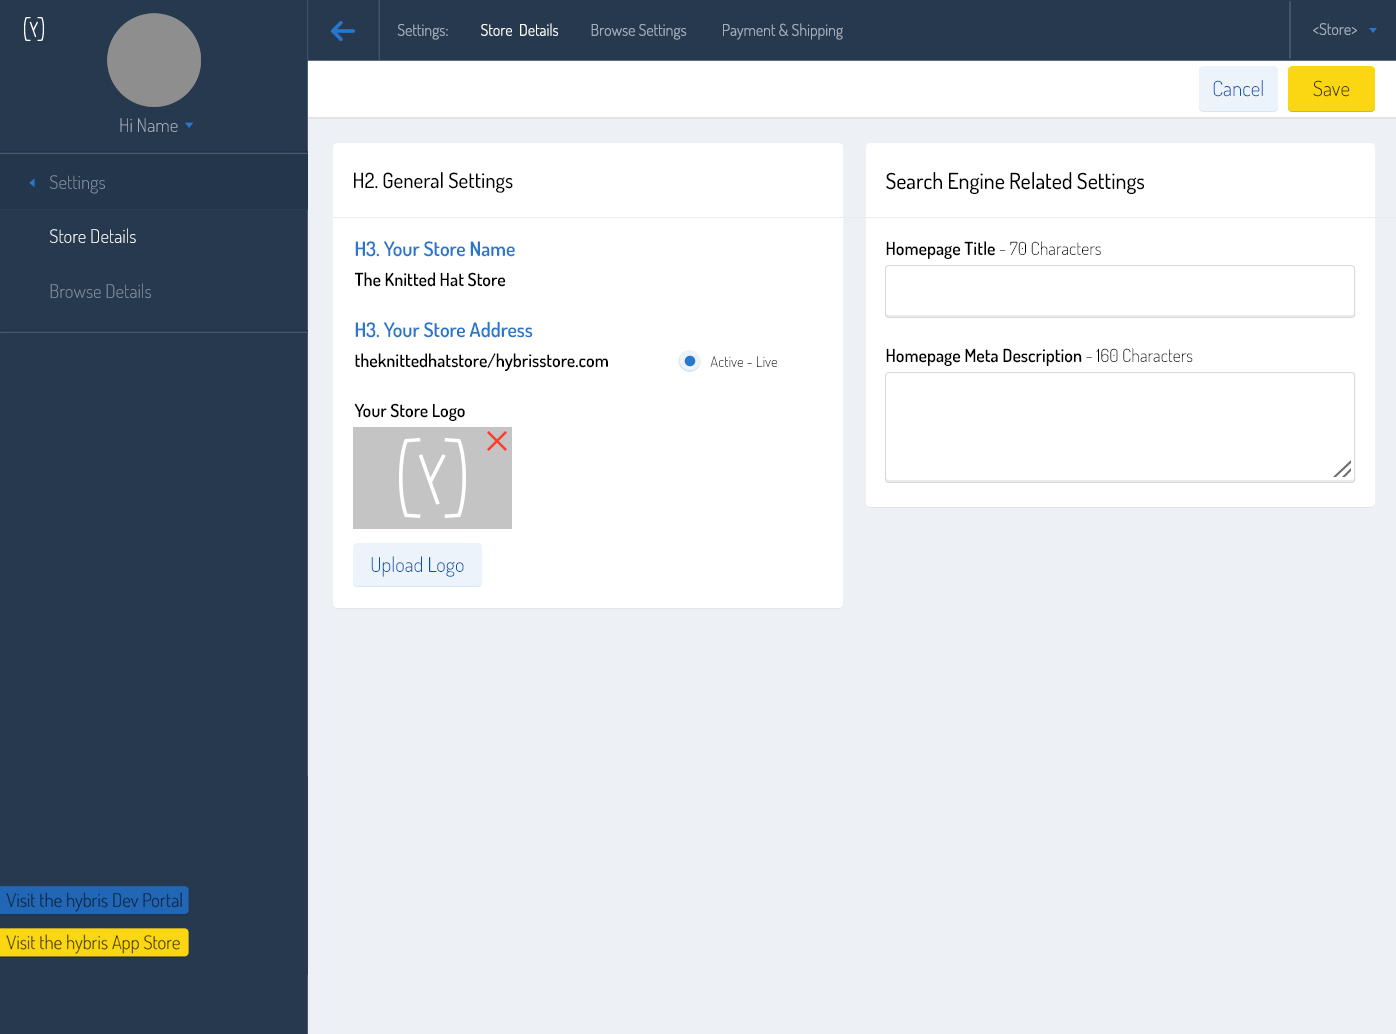 (Y)
Hi Name
Settings
Store Details
Browse Details
Visit the hybris Dev Portal
Visit the hybris App Store
Settings:
Store Details
Browse Settings
Payment & Shipping
<Store>
Cancel
Save
H2. General Settings
H3. Your Store Name
The Knitted Hat Store
H3. Your Store Address
theknittedhatstore/hybrisstore.com
Active - Live
Your Store Logo
(Y)
Upload Logo
Search Engine Related Settings
Homepage Title - 70 Characters
Homepage Meta Description - 160 Characters